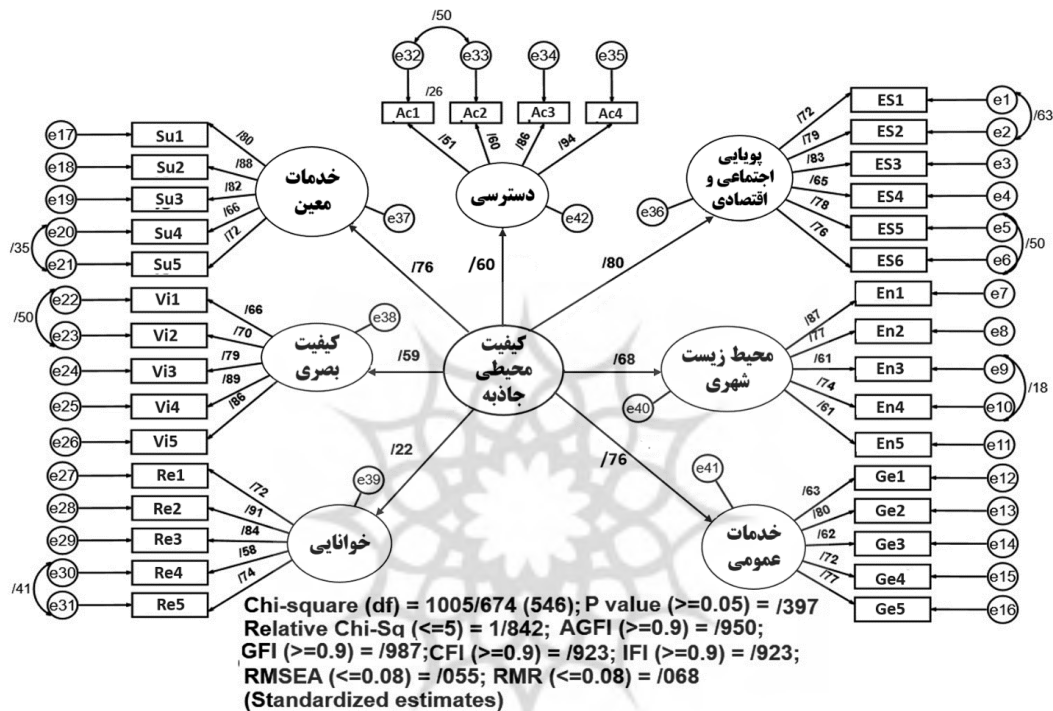 /50
e32
e33
e34
e35
/26
Ac1
Ac2
Ac3
Ac4
/51
/60
/86
/94
دسترسی
e42
e17
e18
e19
e20
e21
/35
Su1
Su2
Su3
Su4
Su5
/80
/88
/82
/66
/72
خدمات
معین
e37
ES1
ES2
ES3
ES4
ES5
ES6
e1
e2
e3
e4
e5
e6
/63
/50
/72
/79
/83
/65
/78
/76
پویایی
اجتماعی و
اقتصادی
e36
/76
/60
/80
e22
e23
e24
e25
e26
/50
Vi1
Vi2
Vi3
Vi4
Vi5
/66
/70
/79
/89
/86
کیفیت
بصری
e38
/59
کیفیت
محیطی
جاذبه
/68
محیط زیست
شهری
e40
/87
/77
/61
/74
/61
En1
En2
En3
En4
En5
e7
e8
e9
e10
e11
/18
/22
/76
e27
e28
e29
e30
e31
/41
Re1
Re2
Re3
Re4
Re5
/72
/91
/84
/58
/74
خوانایی
e39
خدمات
عمومی
e41
/63
/80
/62
/72
/77
Ge1
Ge2
Ge3
Ge4
Ge5
e12
e13
e14
e15
e16
Chi-square (df) = 1005/674 (546); P value (>=0.05) = /397
Relative Chi-Sq (<=5) = 1/842; AGFI (>=0.9) = /950;
GFI (>=0.9) = /987;CFI (>=0.9) = /923; IFI (>=0.9) = /923;
RMSEA (<=0.08) = /055; RMR (<=0.08) = /068
(Standardized estimates)